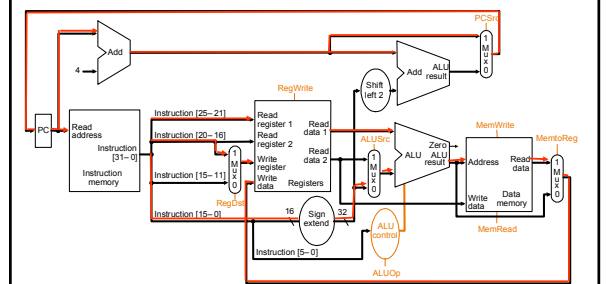 PCSrc
1
M
u
x
0
Add
4
Add
ALU
result
Shift
left 2
RegWrite
PC
Read
address
Instruction
[31–0]
Instruction
memory
Instruction [25–21]
Instruction [20–16]
Instruction [15–11]
Instruction [15–0]
1
M
u
x
0
RegDst
Read
register 1
Read
register 2
Write
register
Write
data
Read
data 1
Read
data 2
Registers
16
Sign
extend
32
ALUSrc
1
M
u
x
0
Zero
ALU
ALU
result
MemWrite
Address
Read
data
Write
data
Data
memory
MemRead
MemtoReg
1
M
u
x
0
Instruction [5–0]
ALU
control
ALUOp